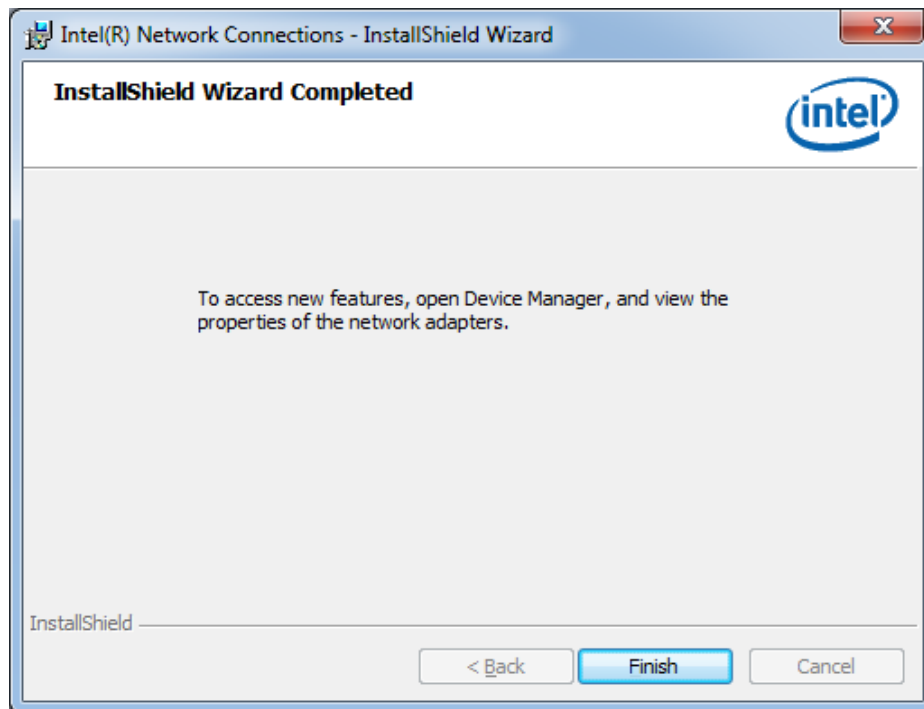 Intel(R) Network Connections - InstallShield Wizard
InstallShield Wizard Completed
intel
To access new features, open Device Manager, and view the
properties of the network adapters.
InstallShield
< Back
Finish
Cancel